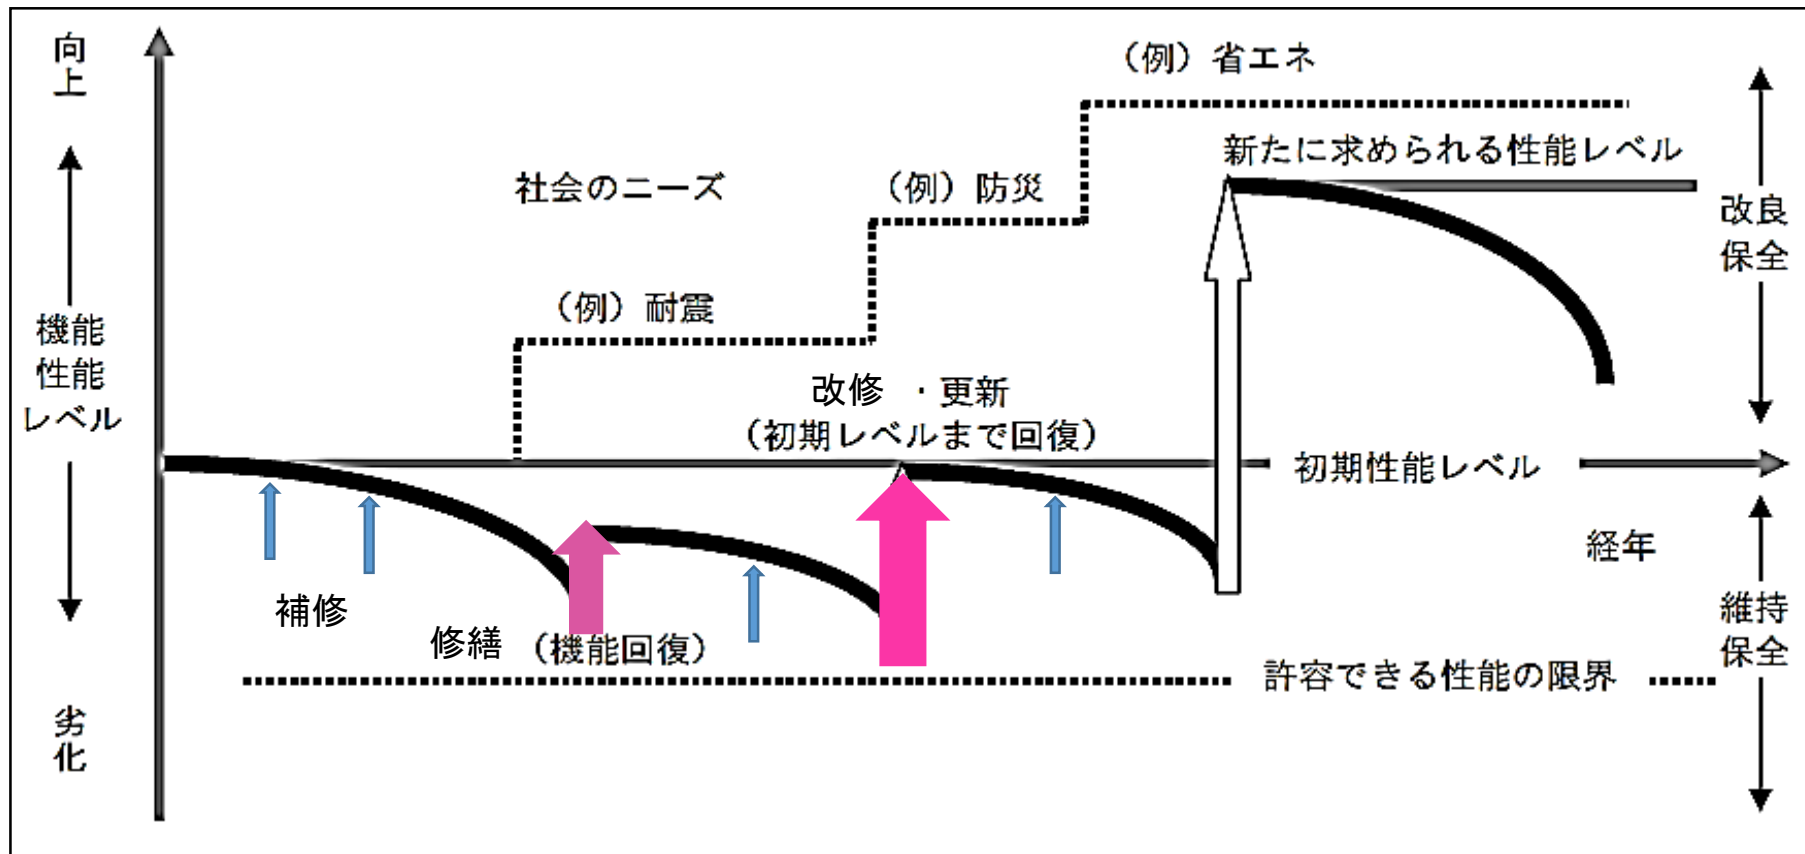 向上
(例)省エネ
新たに求められる性能レベル
社会のニーズ
(例)防災
改良
保全
(例)耐震
機能
性能
レベル
改修・更新
(初期レベルまで回復)
初期性能レベル
経年
補修
修繕(機能回復)
維持
保全
許容できる性能の限界
劣化